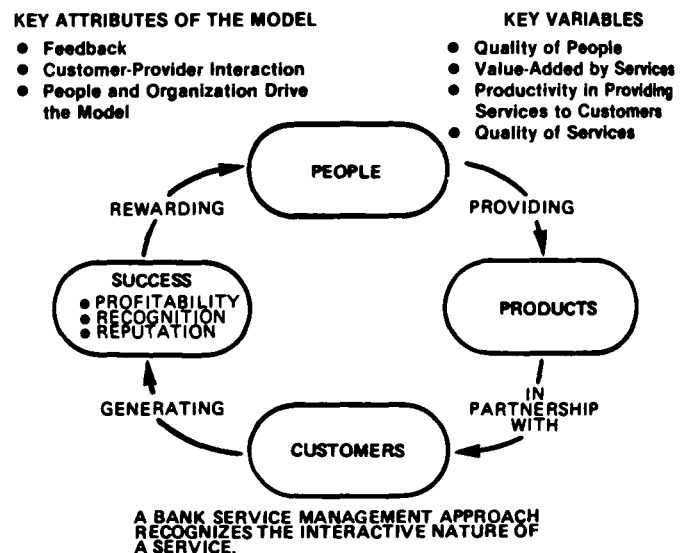 KEY ATTRIBUTES OF THE MODEL
● Feedback
● Customer-Provider Interaction
● People and Organization Drive
the Model
KEY VARIABLES
● Quality of People
● Value-Added by Services
● Productivity in Providing
Services to Customers
● Quality of Services
PEOPLE
REWARDING
PROVIDING
SUCCESS
● PROFITABILITY
● RECOGNITION
● REPUTATION
PRODUCTS
GENERATING
IN
PARTNERSHIP
WITH
CUSTOMERS
A BANK SERVICE MANAGEMENT APPROACH
RECOGNIZES THE INTERACTIVE NATURE OF
A SERVICE.